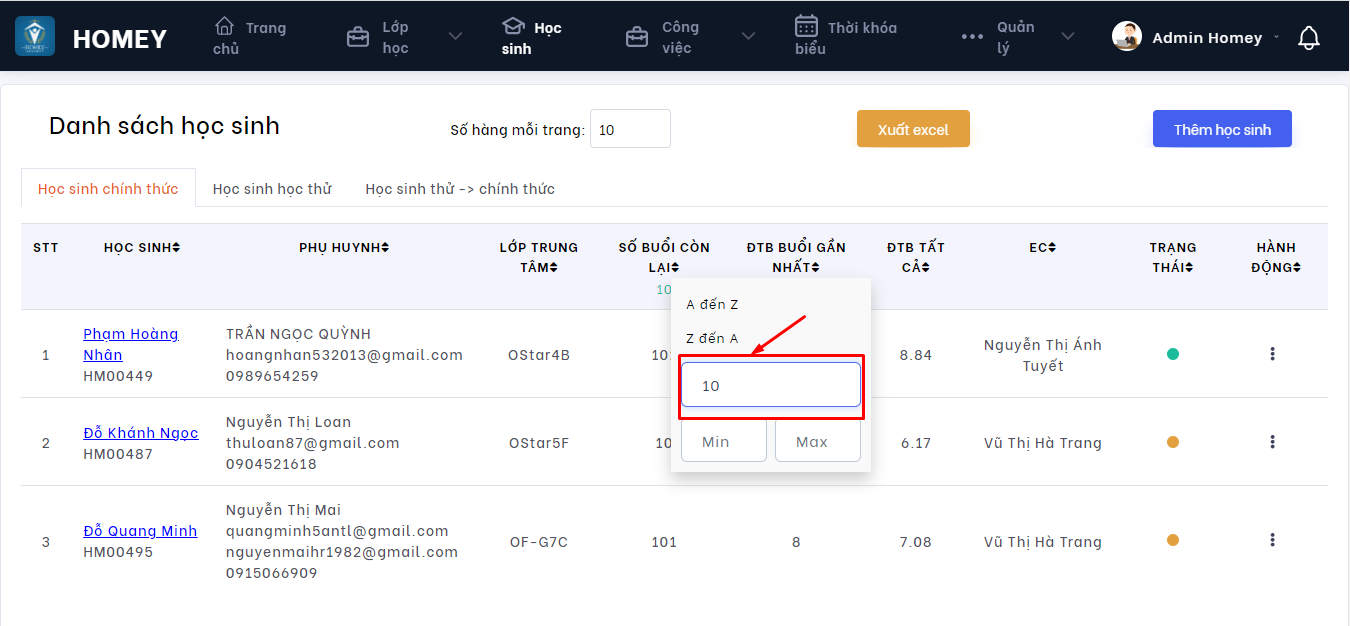 HOMEY
Trang chủ
Lớp học
Học sinh
Công việc
Thời khóa biểu
Quản lý
Admin Homey
Danh sách học sinh
Số hàng mỗi trang: 10
Xuất excel
Thêm học sinh
Học sinh chính thức
Học sinh học thử
Học sinh thử -> chính thức
STT
HỌC SINH
PHỤ HUYNH
LỚP TRUNG
TÂM
SỐ BUỔI CÒN
LẠI
10
ĐTB BUỔI GẦN
NHẤT
ĐTB TẤT
CẢ
EC
TRẠNG
THÁI
HÀNH
ĐỘNG
A đến Z
Z đến A
10
Min
Max
1
Phạm Hoàng
Nhân
HM00449
TRẦN NGỌC QUỲNH
hoangnhan532013@gmail.com
0989654259
OStar4B
10
8.84
Nguyễn Thị Ánh
Tuyết
2
Đỗ Khánh Ngọc
HM00487
Nguyễn Thị Loan
thuloan87@gmail.com
0904521618
OStar5F
10
6.17
Vũ Thị Hà Trang
3
Đỗ Quang Minh
HM00495
Nguyễn Thị Mai
quangminh5antl@gmail.com
nguyenmaihr1982@gmail.com
0915066909
OF-G7C
101
8
7.08
Vũ Thị Hà Trang